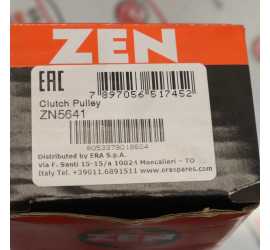 ZEN
EAC
7 897056 517452
Clutch Pulley
ZN5641
8053379018604
Distributed by ERA S.p.A.
Via F. Santi 15-15/a 10024 Moncalieri - TO
Italy Tel. +39011.6891511 www.eraspares.com